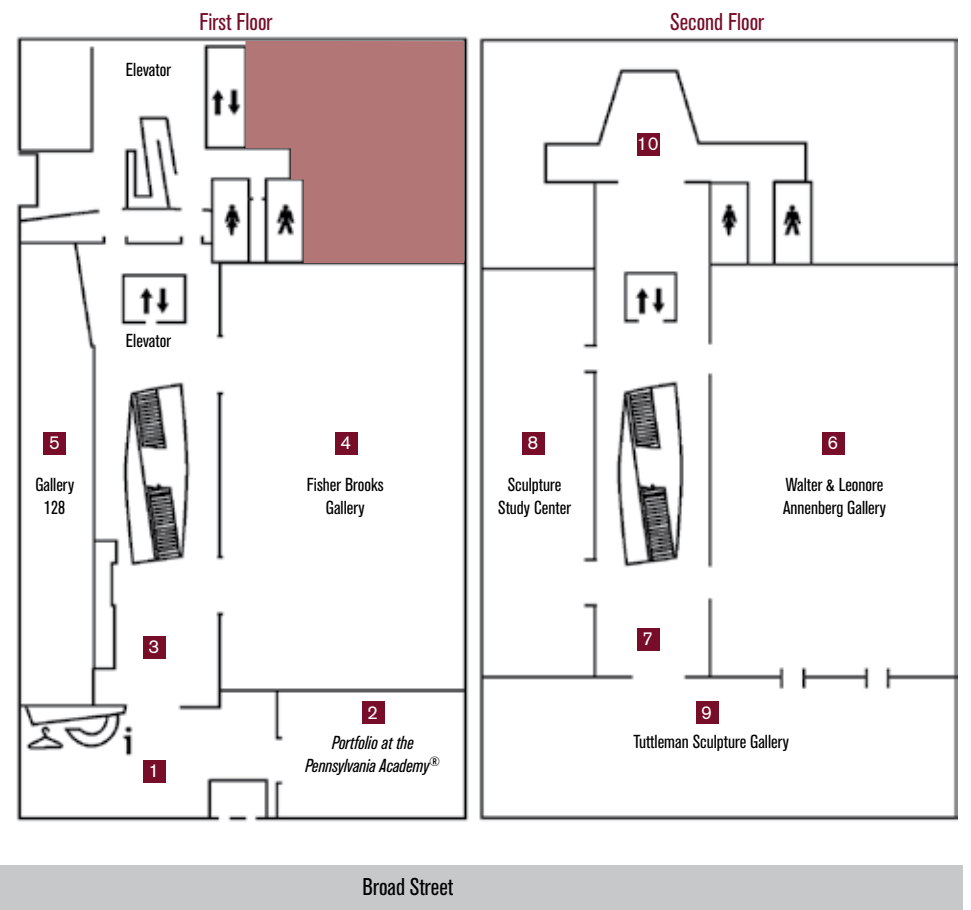 First Floor
Second Floor
Elevator
10
Elevator
5
Gallery
128
4
Fisher Brooks
Gallery
8
Sculpture
Study Center
6
Walter & Leonore
Annenberg Gallery
3
7
2
Portfolio at the
Pennsylvania Academy®
9
Tuttleman Sculpture Gallery
i
1
Broad Street